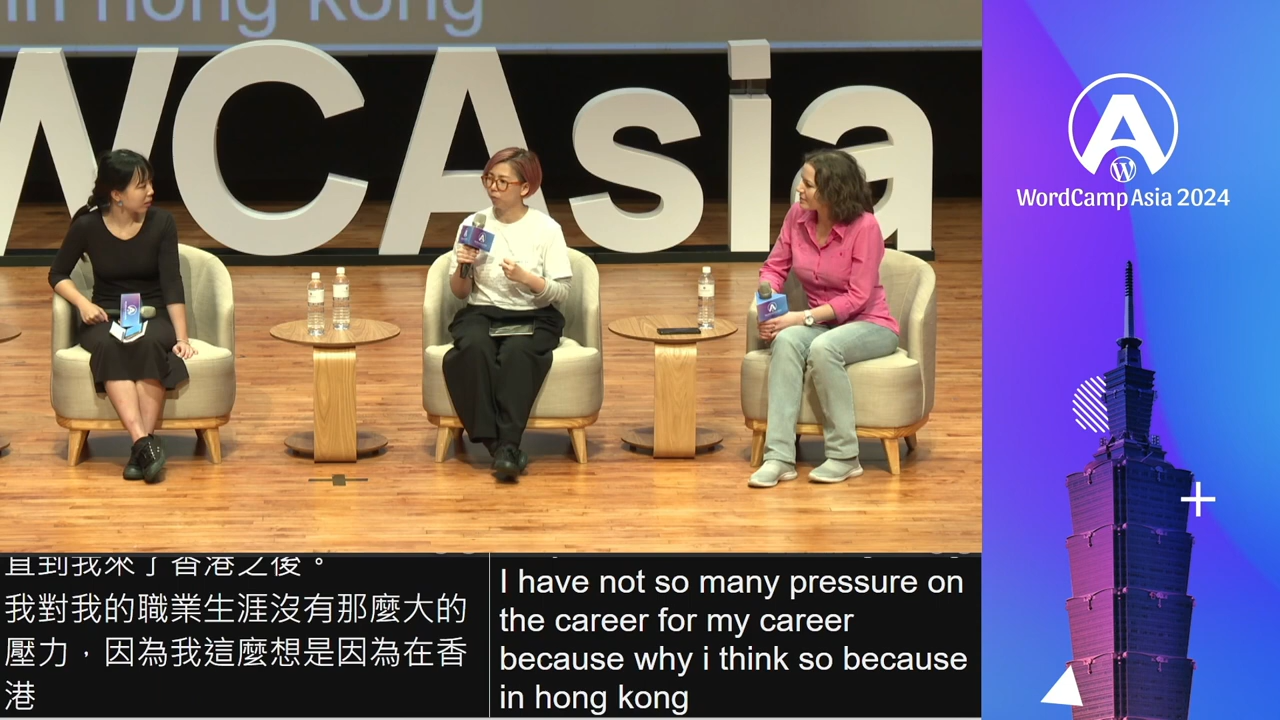 in hong kong
WCAsia
WordCamp Asia 2024
直到我來了香港之後。
我對我的職業生涯沒有那麼大的
壓力，因為我這麼想是因為在香
港
I have not so many pressure on
the career for my career
because why i think so because
in hong kong